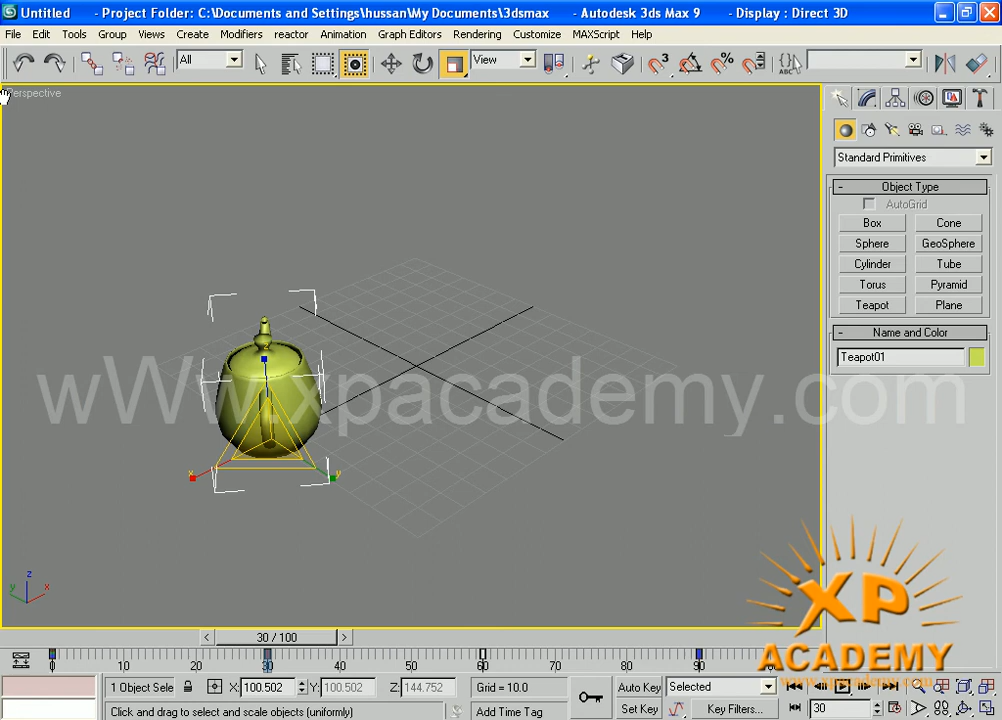 Untitled - Project Folder: C:\Documents and Settings\hussan\My Documents\3dsmax - Autodesk 3ds Max 9 - Display : Direct 3D
File Edit Tools Group Views Create Modifiers reactor Animation Graph Editors Rendering Customize MAXScript Help
All View
Perspective
Standard Primitives
- Object Type
AutoGrid
Box Cone
Sphere GeoSphere
Cylinder Tube
Torus Pyramid
Teapot Plane
- Name and Color
Teapot01
wWw.xpacademy.com
x y
z
y x
XP
ACADEMY
www.xpacademy.com
< 30 / 100 >
0 10 20 30 40 50 60 70 80 90
1 Object Sele X: 100.502 Y: 100.502 Z: 144.752 Grid = 10.0 Auto Key Selected
Click and drag to select and scale objects (uniformly) Add Time Tag Set Key Key Filters... 30